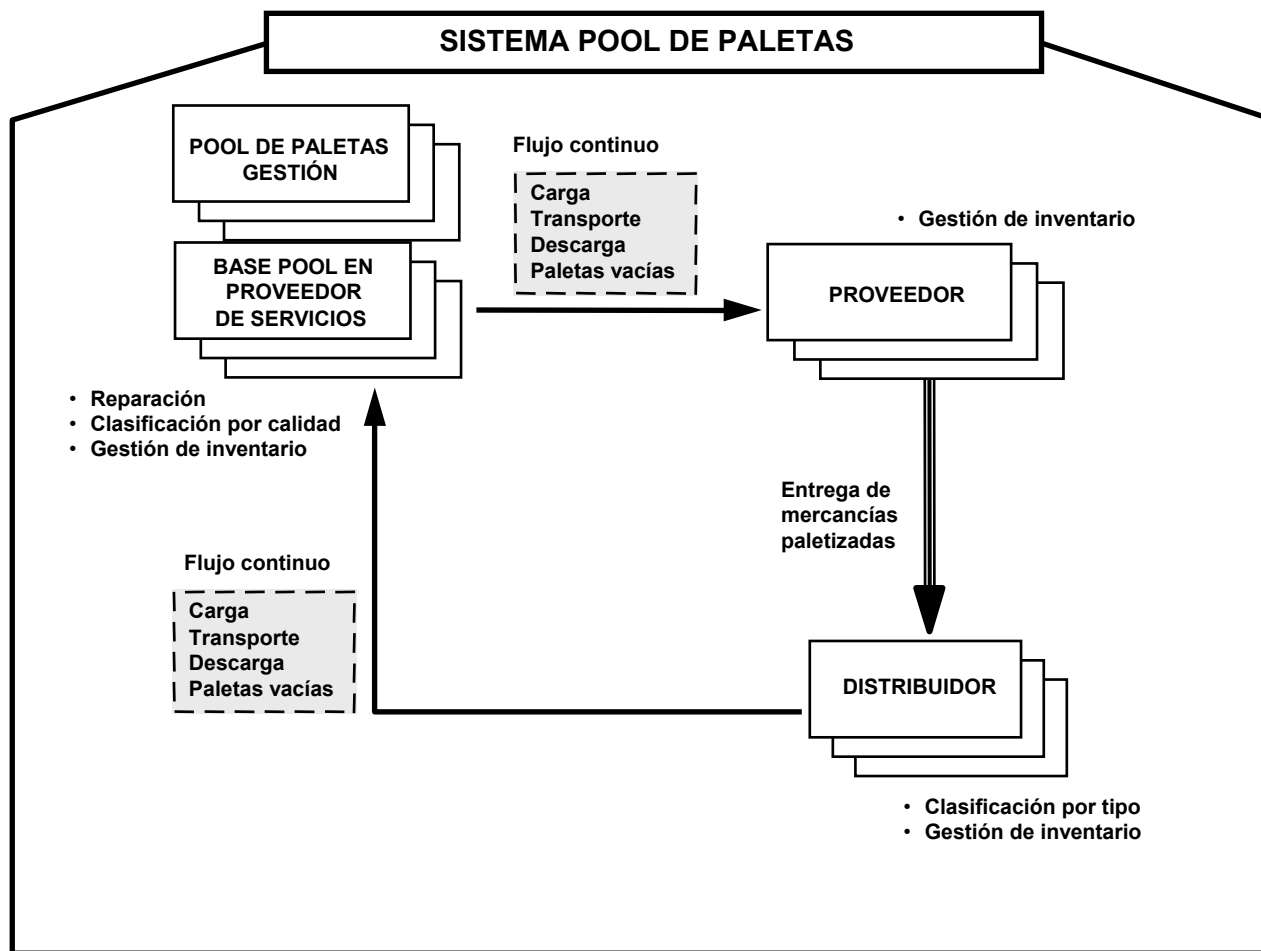 SISTEMA POOL DE PALETAS
POOL DE PALETAS
GESTIÓN
BASE POOL EN
PROVEEDOR
DE SERVICIOS
• Reparación
• Clasificación por calidad
• Gestión de inventario
Flujo continuo
Carga
Transporte
Descarga
Paletas vacías
• Gestión de inventario
PROVEEDOR
Entrega de
mercancías
paletizadas
Flujo continuo
Carga
Transporte
Descarga
Paletas vacías
DISTRIBUIDOR
• Clasificación por tipo
• Gestión de inventario